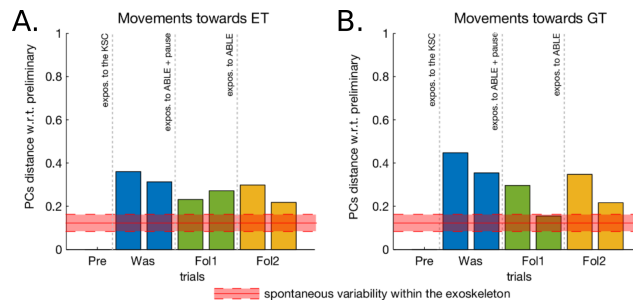 A.
Movements towards ET
PCs distance w.r.t. preliminary
1
0.8
0.6
0.4
0.2
0
expos. to the KSC
expos. to ABLE + pause
expos. to ABLE
Pre
Was
Fol1
Fol2
trials
B.
Movements towards GT
PCs distance w.r.t. preliminary
1
0.8
0.6
0.4
0.2
0
expos. to the KSC
expos. to ABLE + pause
expos. to ABLE
Pre
Was
Fol1
Fol2
trials
spontaneous variability within the exoskeleton